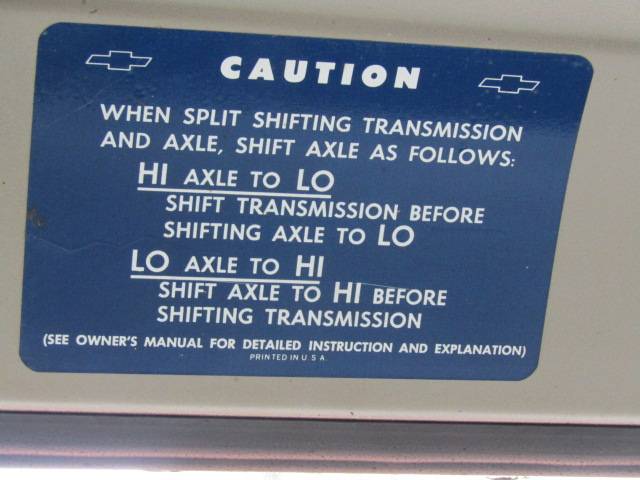 CAUTION
WHEN SPLIT SHIFTING TRANSMISSION
AND AXLE, SHIFT AXLE AS FOLLOWS:
HI AXLE TO LO
SHIFT TRANSMISSION BEFORE
SHIFTING AXLE TO LO
LO AXLE TO HI
SHIFT AXLE TO HI BEFORE
SHIFTING TRANSMISSION
(SEE OWNER'S MANUAL FOR DETAILED INSTRUCTION AND EXPLANATION)
PRINTED IN U.S.A.